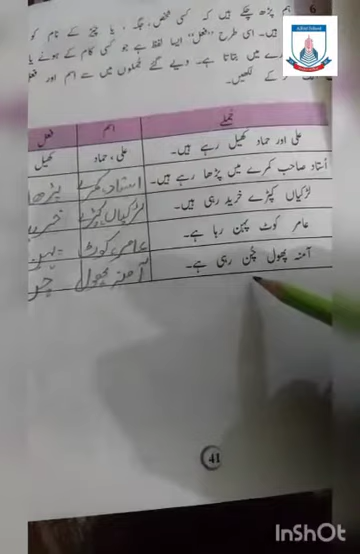 6
ہم پڑھ چکے ہیں کہ کسی شخص، جگہ، یا چیز کے نام کو
ہیں۔ اسی طرح "فعل" ایسا لفظ ہے جو کسی کام کے ہونے یا
میں بتاتا ہے۔ دیے گئے جملوں میں سے اسم اور فعل
کے لکھیں۔
جملے اسم فعل
علی اور حماد کھیل رہے ہیں۔ علی، حماد کھیل
اُستاد صاحب کمرے میں پڑھا رہے ہیں۔ استاد کمرے پڑھا
لڑکیاں کپڑے خرید رہی ہیں۔ لڑکیاں کپڑے
عامر کوٹ پہن رہا ہے۔ عامر کوٹ پہن
آمنہ پھول چُن رہی ہے۔ آمنہ پھول چن
41
InShOt